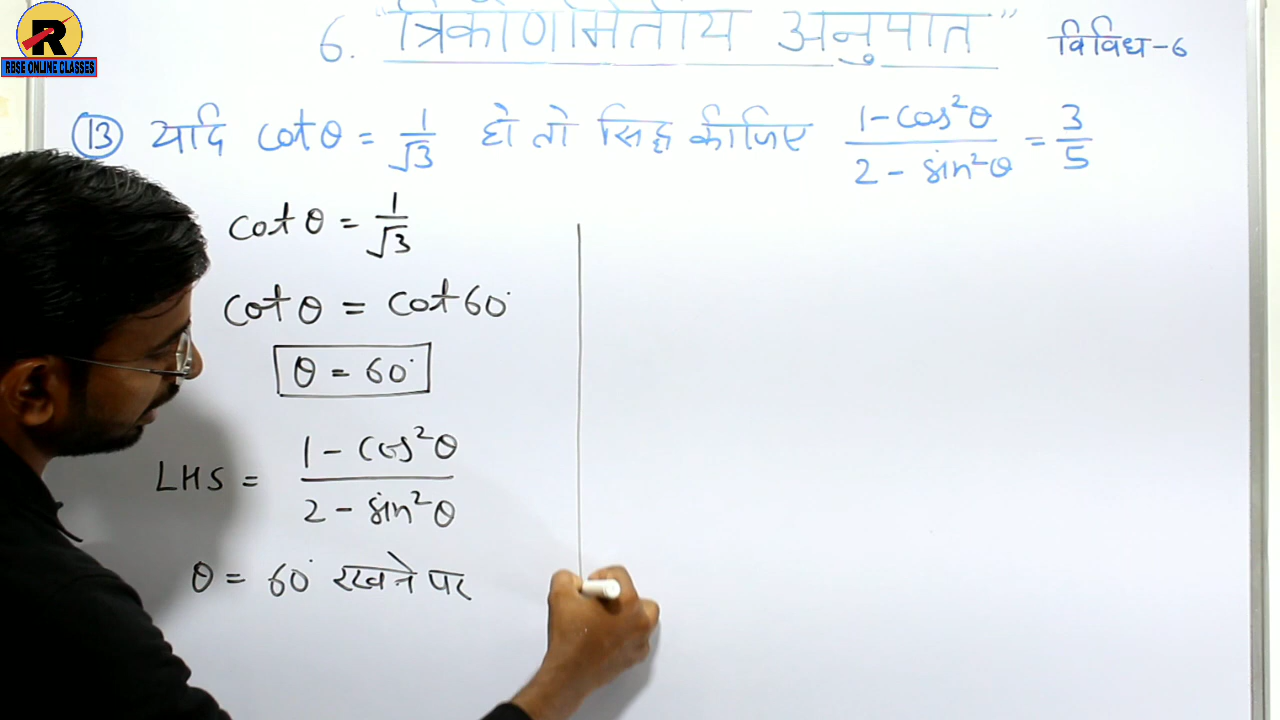 R
RBSE ONLINE CLASSES
6. "त्रिकोणमितीय अनुपात"
विविध-6
(13) यदि cotθ = 1/√3 हो तो सिद्ध कीजिए (1-cos²θ)/(2 - sin²θ) = 3/5
cot θ = 1/√3
cot θ = cot 60°
θ = 60°
LHS = (1 - cos²θ)/(2 - sin²θ)
θ = 60° रखने पर